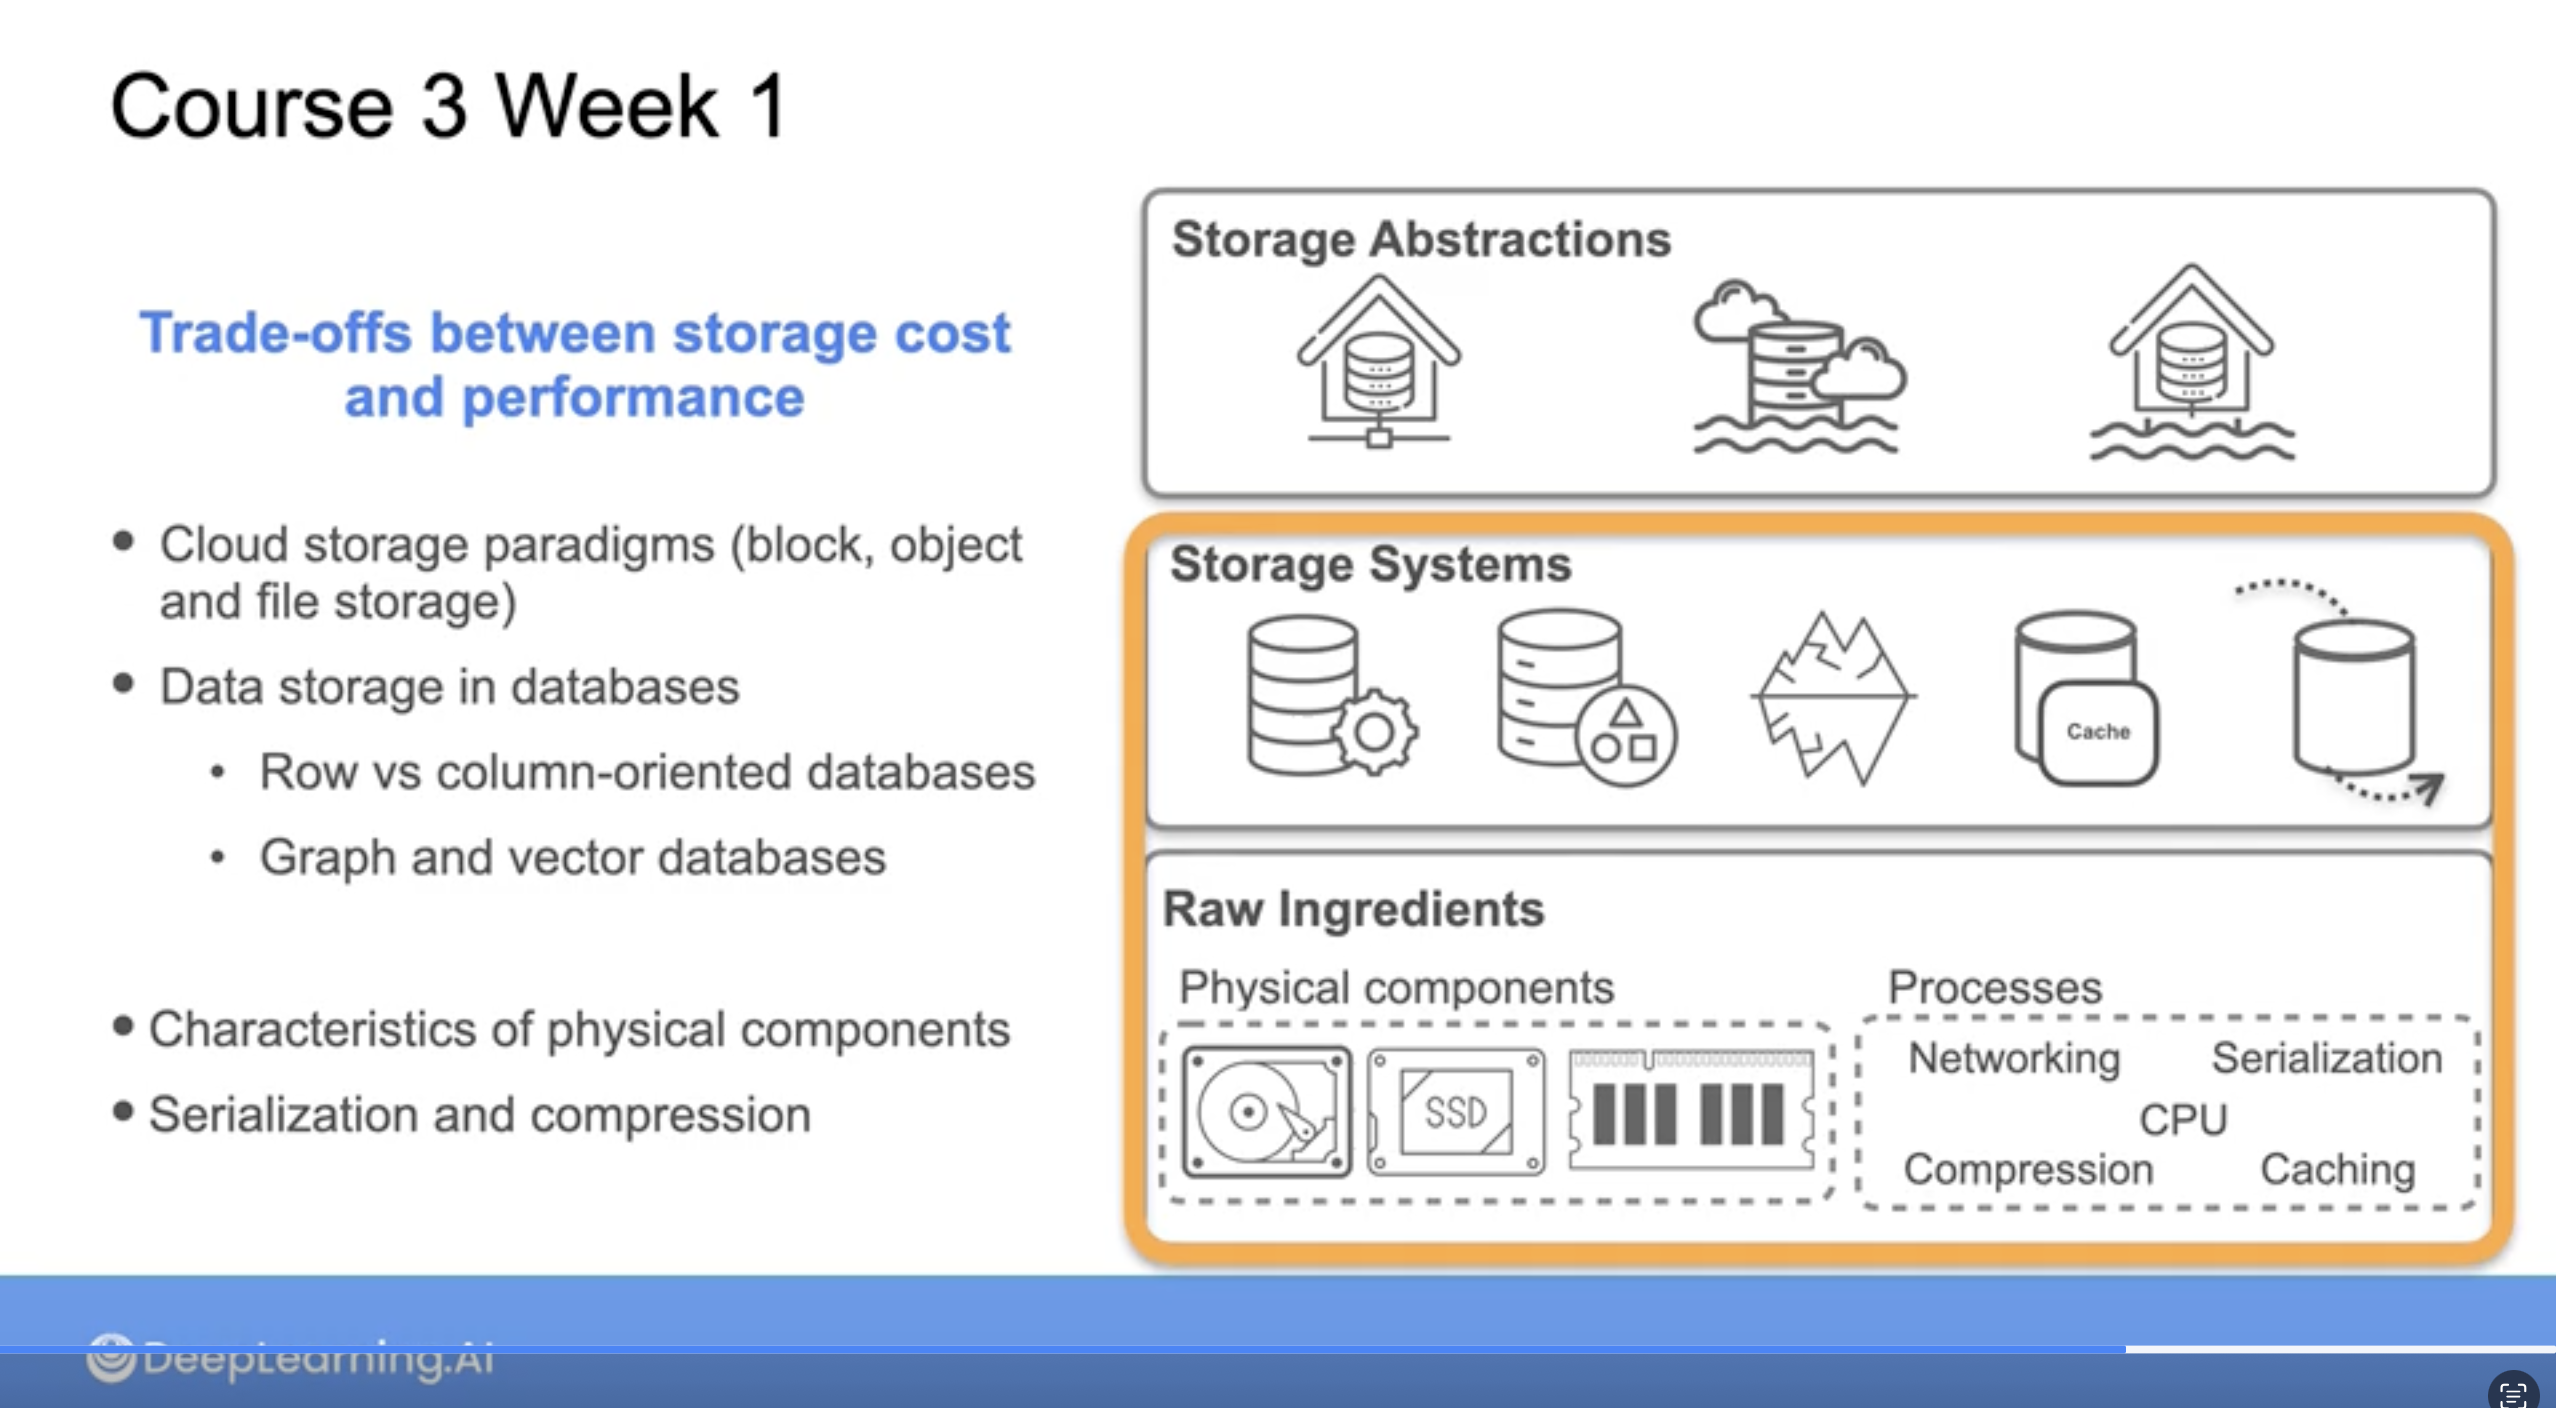 Course 3 Week 1
Trade-offs between storage cost
and performance
• Cloud storage paradigms (block, object
and file storage)
• Data storage in databases
• Row vs column-oriented databases
• Graph and vector databases
• Characteristics of physical components
• Serialization and compression
Storage Abstractions
Storage Systems
Cache
Raw Ingredients
Physical components
SSD
Processes
Networking Serialization
CPU
Compression Caching
DeepLearning.AI